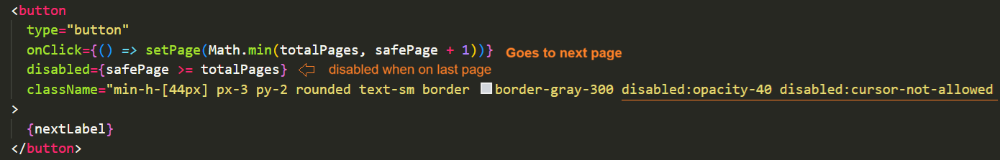 <button
type="button"
onClick={() => setPage(Math.min(totalPages, safePage + 1))} Goes to next page
disabled={safePage >= totalPages} disabled when on last page
className="min-h-[44px] px-3 py-2 rounded text-sm border border-gray-300 disabled:opacity-40 disabled:cursor-not-allowed
>
{nextLabel}
</button>